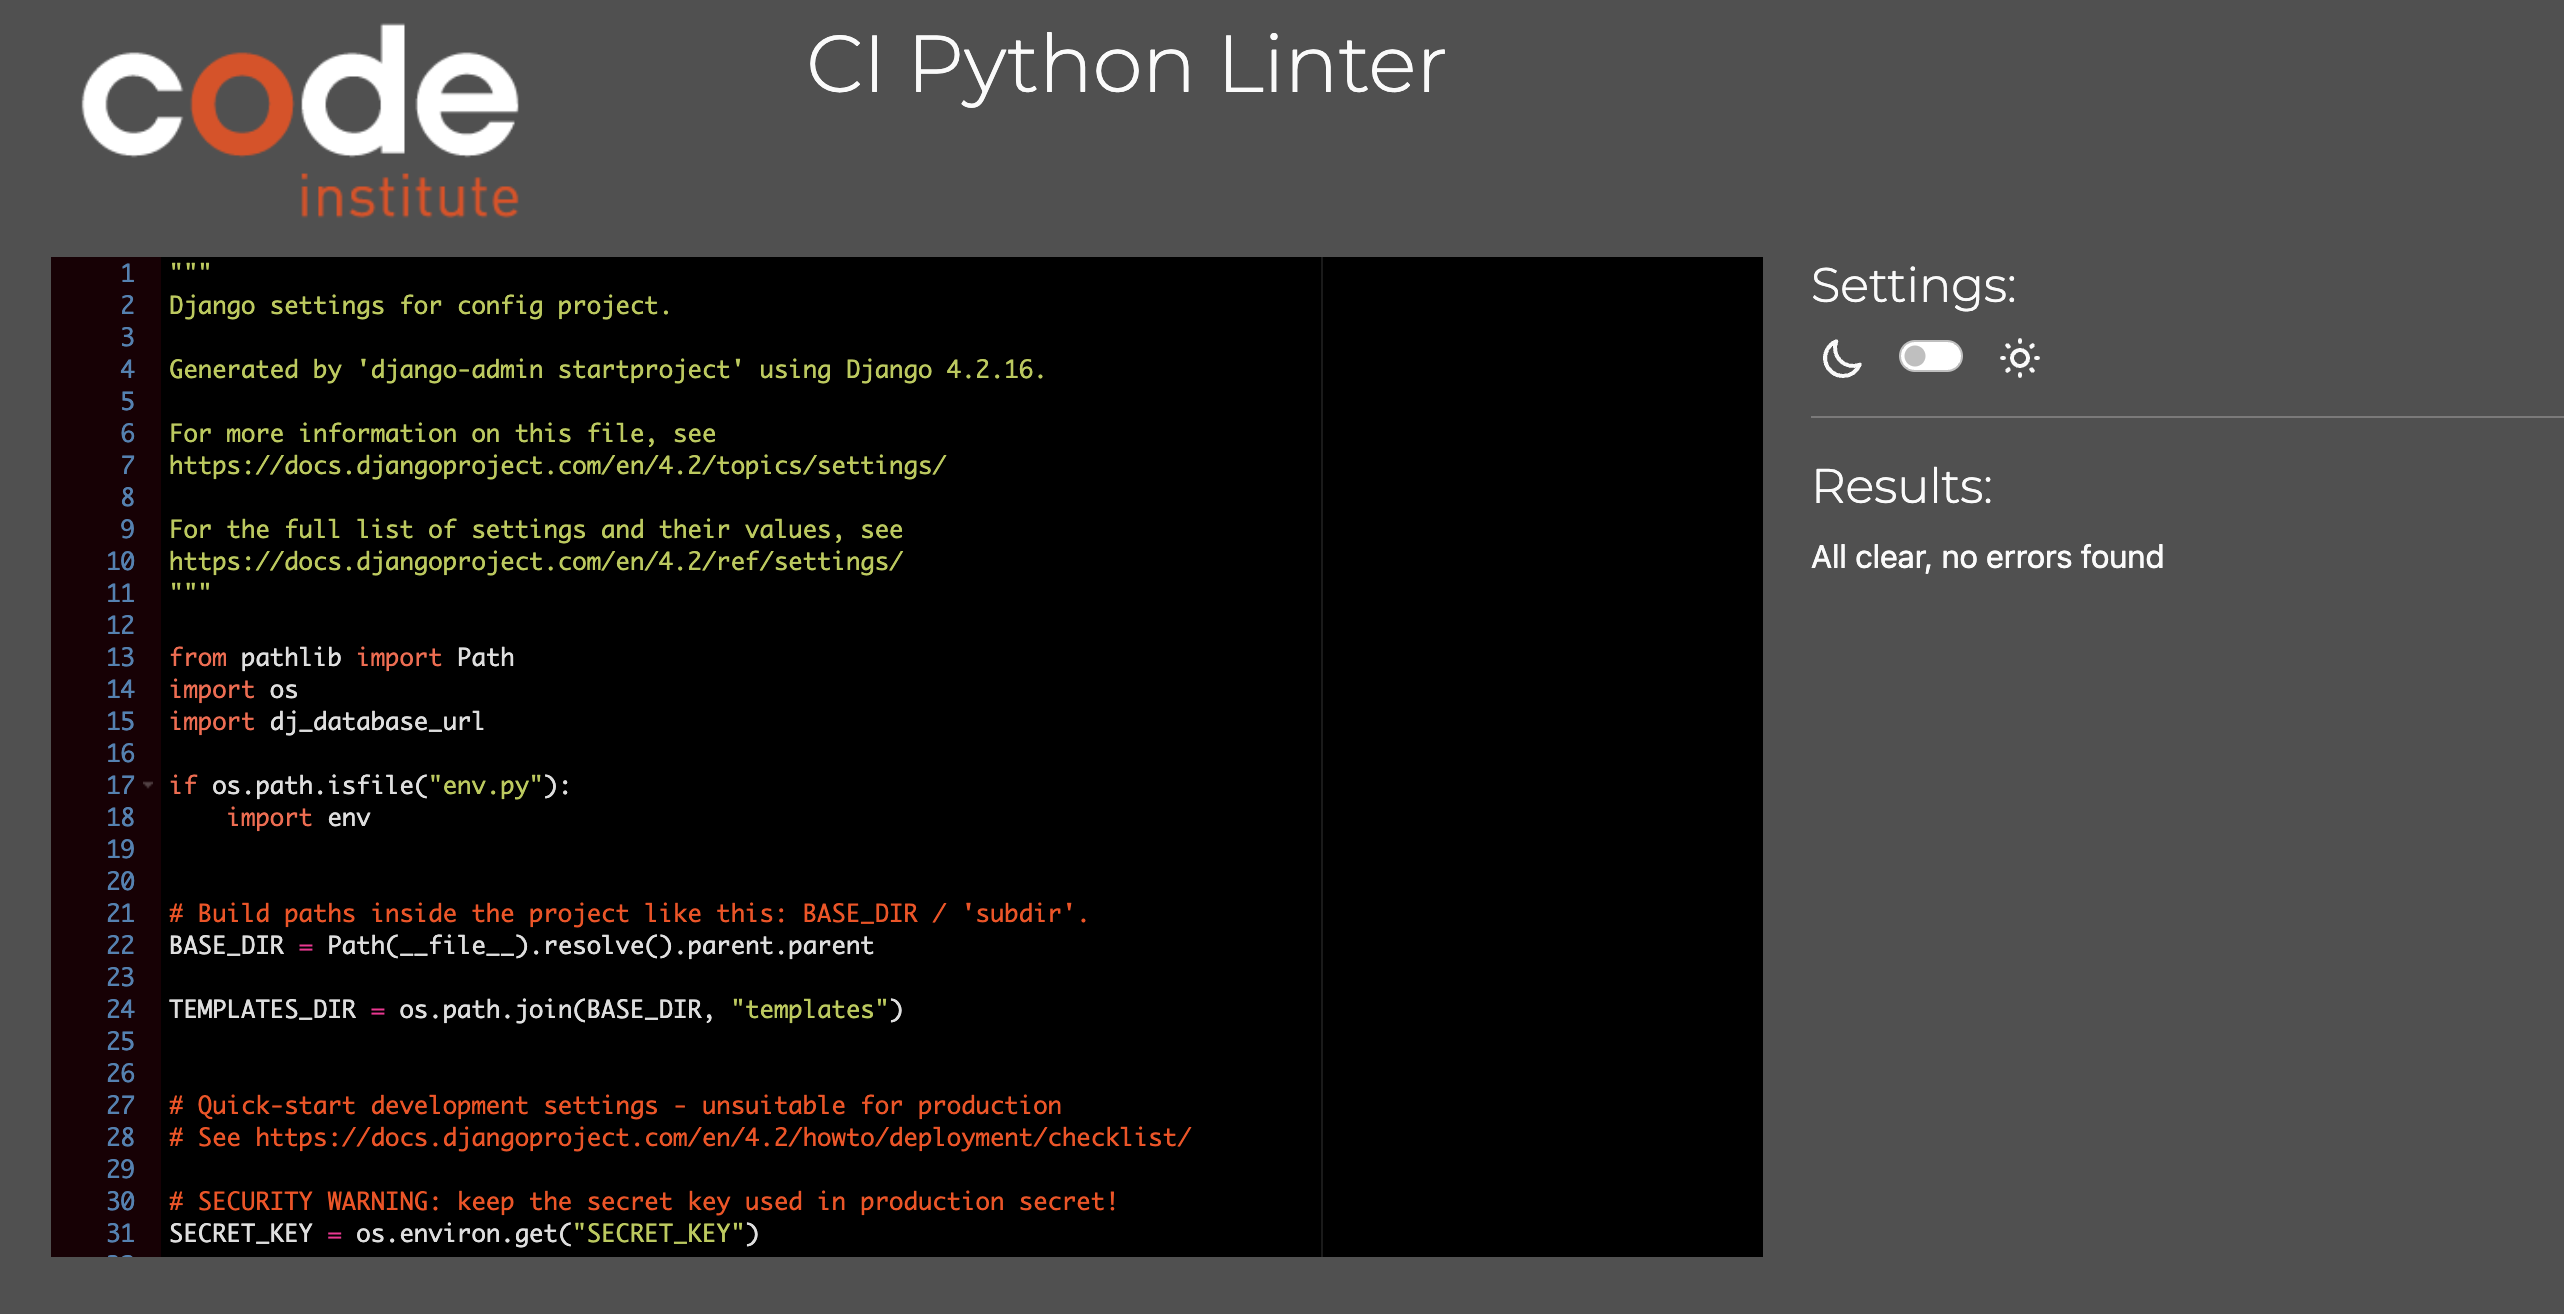 code
institute
CI Python Linter
1 """
2 Django settings for config project.
3
4 Generated by 'django-admin startproject' using Django 4.2.16.
5
6 For more information on this file, see
7 https://docs.djangoproject.com/en/4.2/topics/settings/
8
9 For the full list of settings and their values, see
10 https://docs.djangoproject.com/en/4.2/ref/settings/
11 """
12
13 from pathlib import Path
14 import os
15 import dj_database_url
16
17 if os.path.isfile("env.py"):
18     import env
19
20
21 # Build paths inside the project like this: BASE_DIR / 'subdir'.
22 BASE_DIR = Path(__file__).resolve().parent.parent
23
24 TEMPLATES_DIR = os.path.join(BASE_DIR, "templates")
25
26
27 # Quick-start development settings - unsuitable for production
28 # See https://docs.djangoproject.com/en/4.2/howto/deployment/checklist/
29
30 # SECURITY WARNING: keep the secret key used in production secret!
31 SECRET_KEY = os.environ.get("SECRET_KEY")
Settings:
Results:
All clear, no errors found